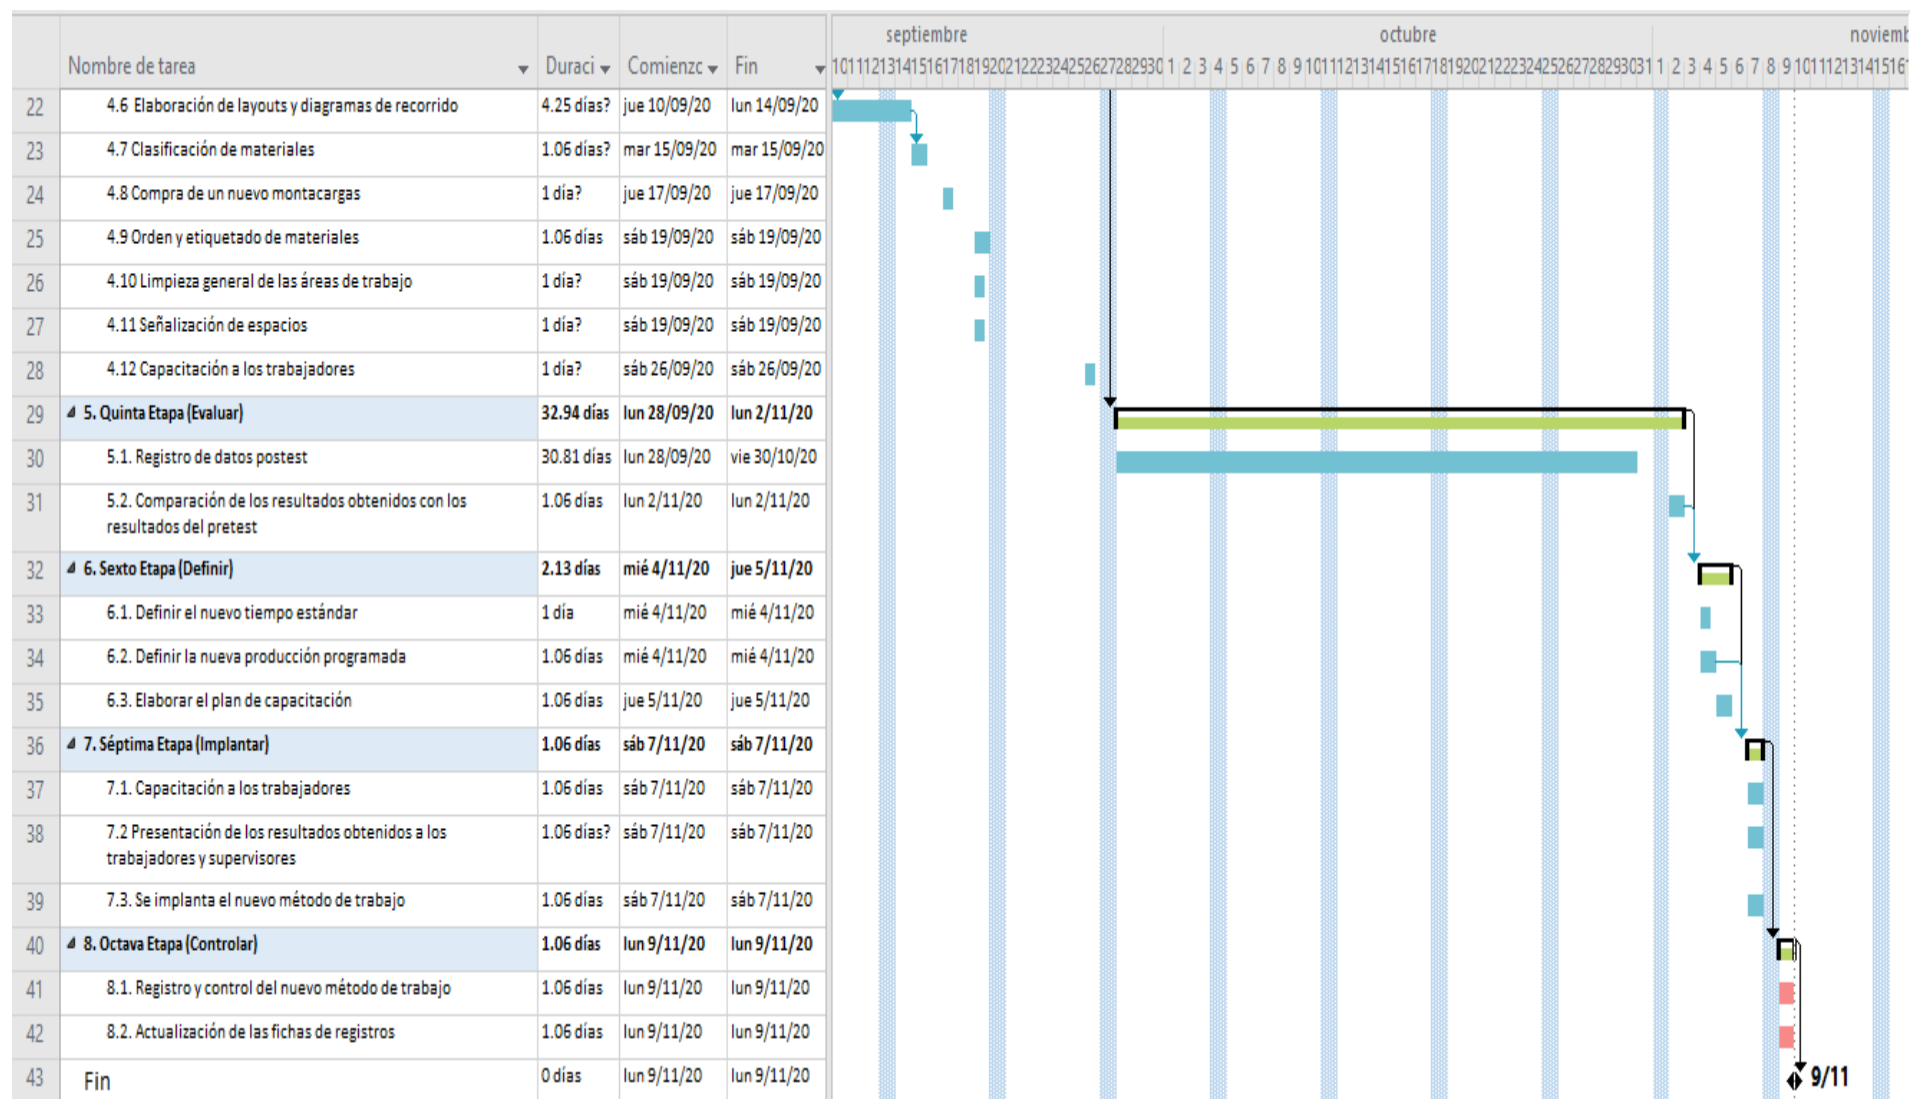 septiembre octubre noviemb
Nombre de tarea Duraci Comienzc Fin 10 11 12 13 14 15 16 17 18 19 20 21 22 23 24 25 26 27 28 29 30 1 2 3 4 5 6 7 8 9 10 11 12 13 14 15 16 17 18 19 20 21 22 23 24 25 26 27 28 29 30 31 1 2 3 4 5 6 7 8 9 10 11 12 13 14 15 16
22 4.6 Elaboración de layouts y diagramas de recorrido 4.25 días? jue 10/09/20 lun 14/09/20
23 4.7 Clasificación de materiales 1.06 días? mar 15/09/20 mar 15/09/20
24 4.8 Compra de un nuevo montacargas 1 día? jue 17/09/20 jue 17/09/20
25 4.9 Orden y etiquetado de materiales 1.06 días sáb 19/09/20 sáb 19/09/20
26 4.10 Limpieza general de las áreas de trabajo 1 día? sáb 19/09/20 sáb 19/09/20
27 4.11 Señalización de espacios 1 día? sáb 19/09/20 sáb 19/09/20
28 4.12 Capacitación a los trabajadores 1 día? sáb 26/09/20 sáb 26/09/20
29 5. Quinta Etapa (Evaluar) 32.94 días lun 28/09/20 lun 2/11/20
30 5.1. Registro de datos postest 30.81 días lun 28/09/20 vie 30/10/20
31 5.2. Comparación de los resultados obtenidos con los 1.06 días lun 2/11/20 lun 2/11/20
resultados del pretest
32 6. Sexto Etapa (Definir) 2.13 días mié 4/11/20 jue 5/11/20
33 6.1. Definir el nuevo tiempo estándar 1 día mié 4/11/20 mié 4/11/20
34 6.2. Definir la nueva producción programada 1.06 días mié 4/11/20 mié 4/11/20
35 6.3. Elaborar el plan de capacitación 1.06 días jue 5/11/20 jue 5/11/20
36 7. Séptima Etapa (Implantar) 1.06 días sáb 7/11/20 sáb 7/11/20
37 7.1. Capacitación a los trabajadores 1.06 días sáb 7/11/20 sáb 7/11/20
38 7.2 Presentación de los resultados obtenidos a los 1.06 días? sáb 7/11/20 sáb 7/11/20
trabajadores y supervisores
39 7.3. Se implanta el nuevo método de trabajo 1.06 días sáb 7/11/20 sáb 7/11/20
40 8. Octava Etapa (Controlar) 1.06 días lun 9/11/20 lun 9/11/20
41 8.1. Registro y control del nuevo método de trabajo 1.06 días lun 9/11/20 lun 9/11/20
42 8.2. Actualización de las fichas de registros 1.06 días lun 9/11/20 lun 9/11/20
43 Fin 0 días lun 9/11/20 lun 9/11/20 9/11